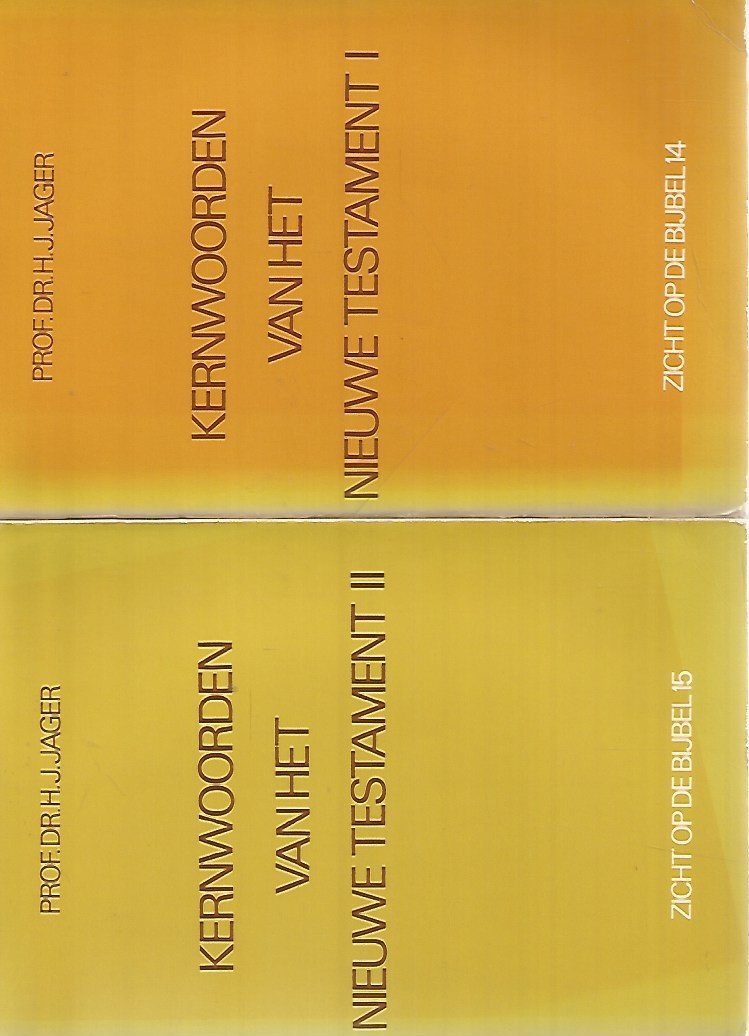 PROF. DR. H. J. JAGER
KERNWOORDEN
VAN HET
NIEUWE TESTAMENT I
ZICHT OP DE BIJBEL 14
PROF. DR. H. J. JAGER
KERNWOORDEN
VAN HET
NIEUWE TESTAMENT II
ZICHT OP DE BIJBEL 15